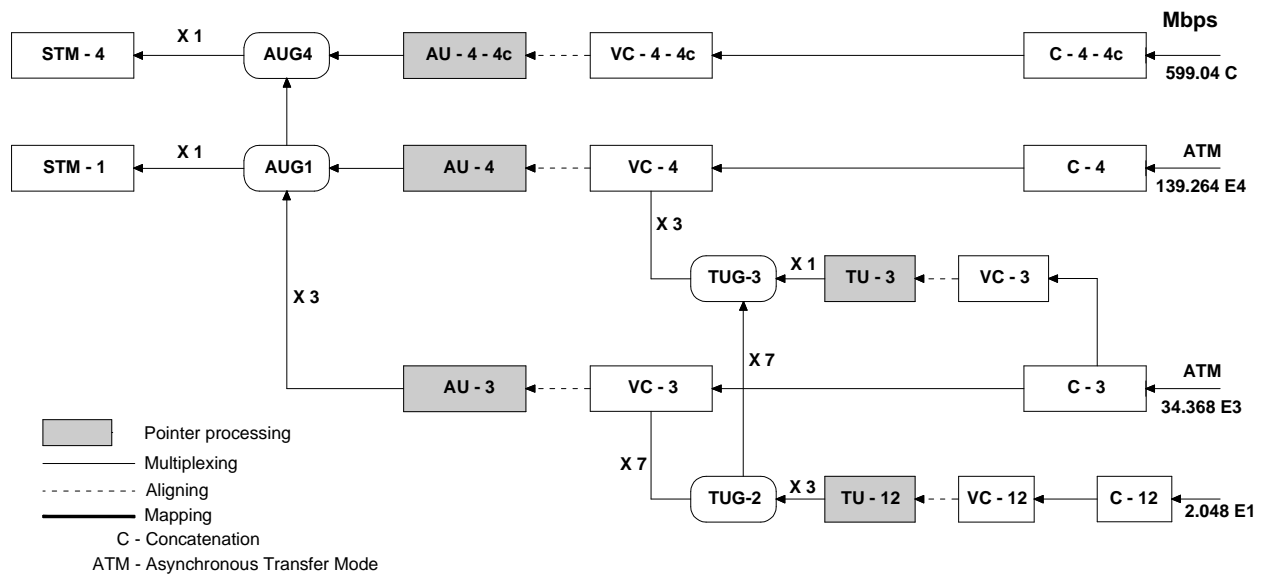 Mbps
STM - 4
X 1
AUG4
AU - 4 - 4c
VC - 4 - 4c
C - 4 - 4c
599.04 C
STM - 1
X 1
AUG1
AU - 4
VC - 4
C - 4
ATM
139.264 E4
X 3
TUG-3
X 1
TU - 3
VC - 3
X 3
X 7
AU - 3
VC - 3
C - 3
ATM
34.368 E3
X 7
TUG-2
X 3
TU - 12
VC - 12
C - 12
2.048 E1
Pointer processing
Multiplexing
Aligning
Mapping
C - Concatenation
ATM - Asynchronous Transfer Mode